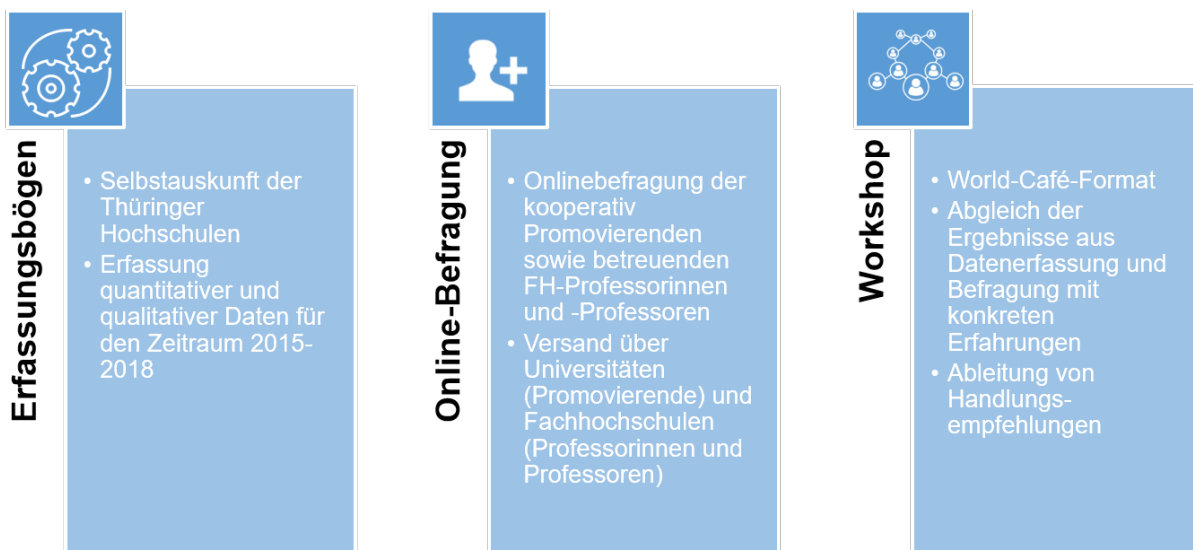 Erfassungsbögen
• Selbstauskunft der
Thüringer
Hochschulen
• Erfassung
quantitativer und
qualitativer Daten für
den Zeitraum 2015-
2018
Online-Befragung
• Onlinebefragung der
kooperativ
Promovierenden
sowie betreuenden
FH-Professorinnen
und -Professoren
• Versand über
Universitäten
(Promovierende) und
Fachhochschulen
(Professorinnen und
Professoren)
Workshop
• World-Café-Format
• Abgleich der
Ergebnisse aus
Datenerfassung und
Befragung mit
konkreten
Erfahrungen
• Ableitung von
Handlungs-
empfehlungen